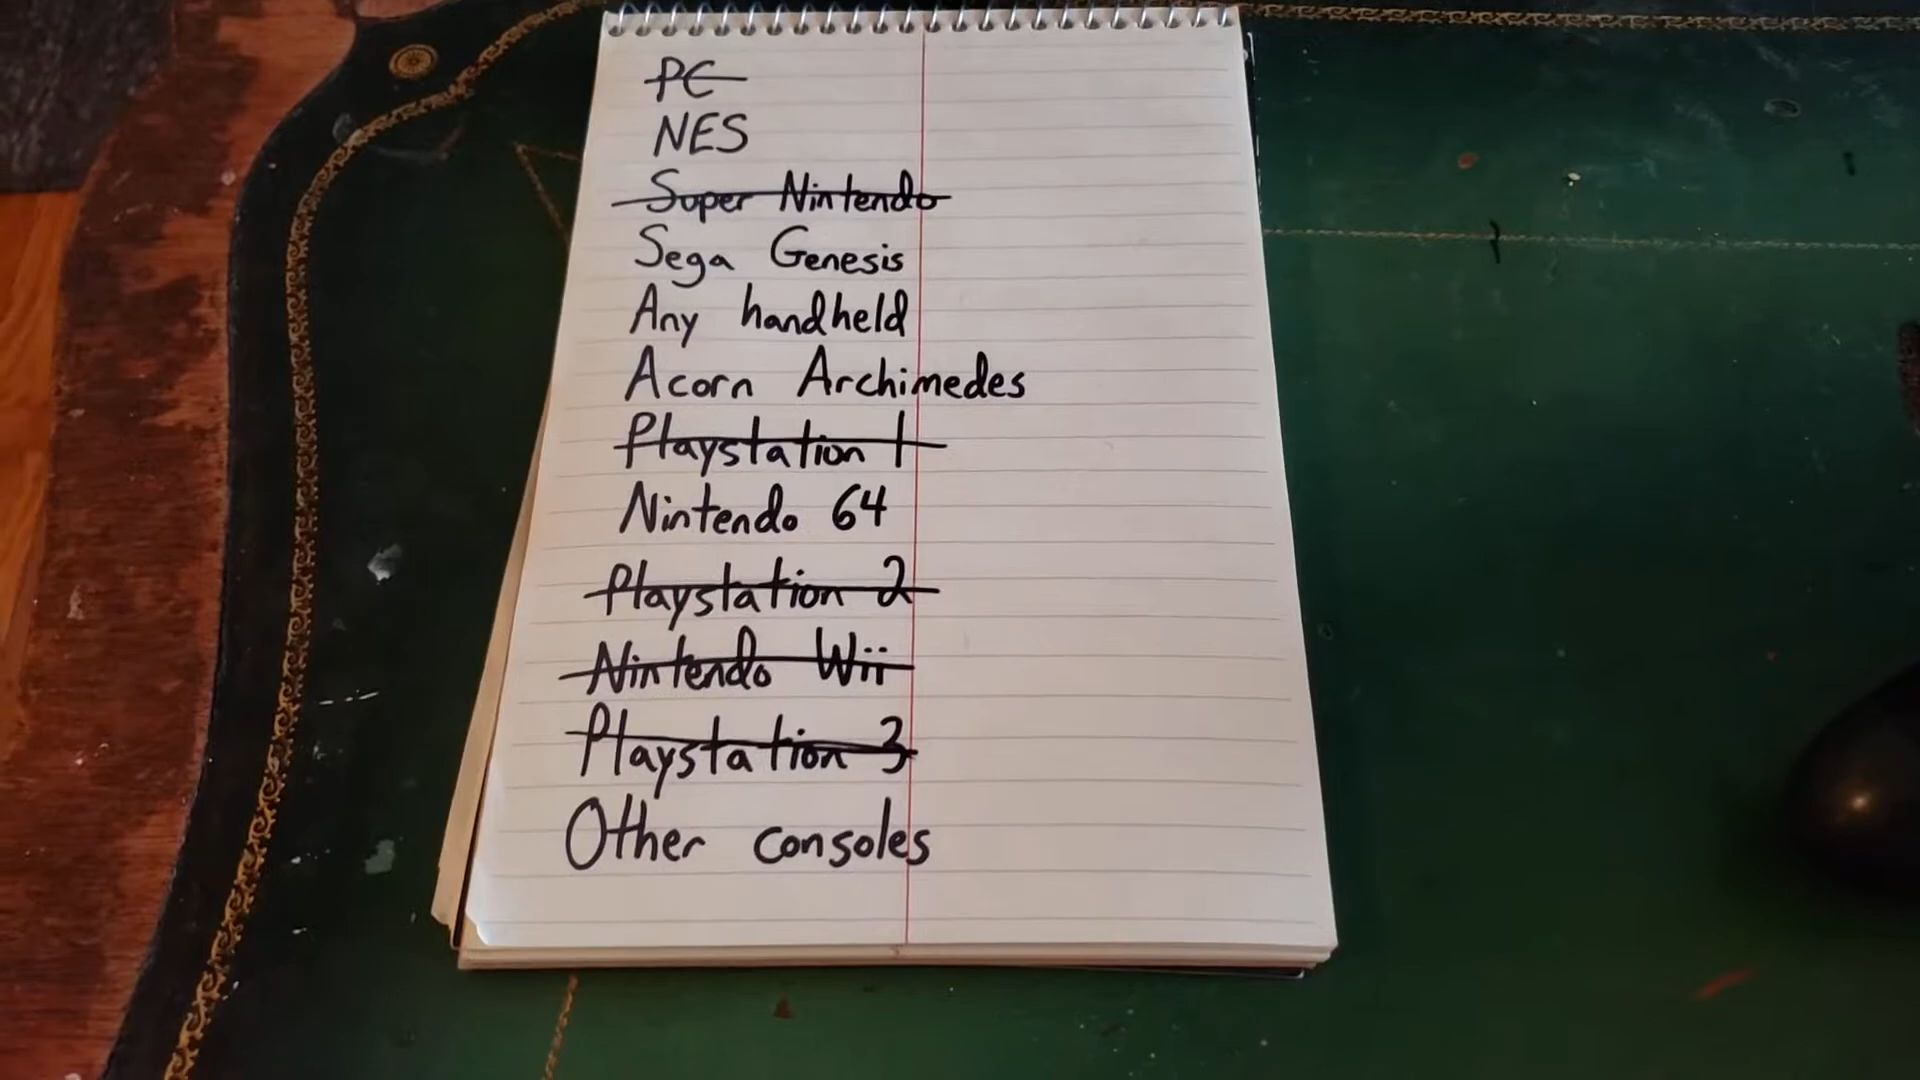 PC
NES
Super Nintendo
Sega Genesis
Any handheld
Acorn Archimedes
Playstation 1
Nintendo 64
Playstation 2
Nintendo Wii
Playstation 3
Other consoles